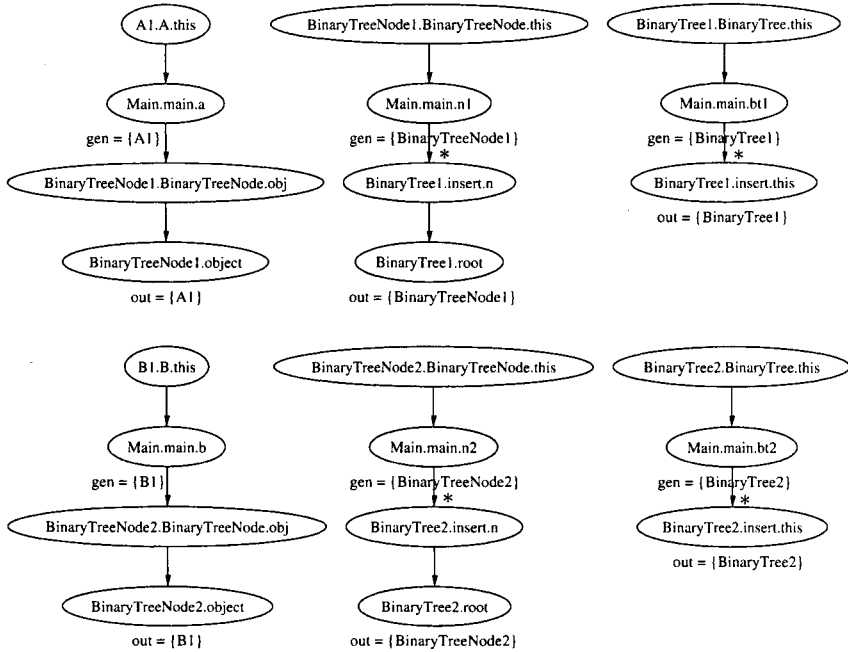 A1.A.this
BinaryTreeNode1.BinaryTreeNode.this
BinaryTree1.BinaryTree.this
Main.main.a
Main.main.n1
Main.main.bt1
gen = {A1}
gen = {BinaryTreeNode1}
gen = {BinaryTree1}
*
*
BinaryTreeNode1.BinaryTreeNode.obj
BinaryTree1.insert.n
BinaryTree1.insert.this
out = {BinaryTree1}
BinaryTreeNode1.object
BinaryTree1.root
out = {A1}
out = {BinaryTreeNode1}
B1.B.this
BinaryTreeNode2.BinaryTreeNode.this
BinaryTree2.BinaryTree.this
Main.main.b
Main.main.n2
Main.main.bt2
gen = {B1}
gen = {BinaryTreeNode2}
gen = {BinaryTree2}
*
*
BinaryTreeNode2.BinaryTreeNode.obj
BinaryTree2.insert.n
BinaryTree2.insert.this
out = {BinaryTree2}
BinaryTreeNode2.object
BinaryTree2.root
out = {B1}
out = {BinaryTreeNode2}